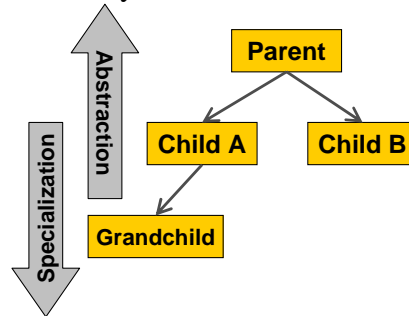 Abstraction
Specialization
Parent
Child A
Child B
Grandchild